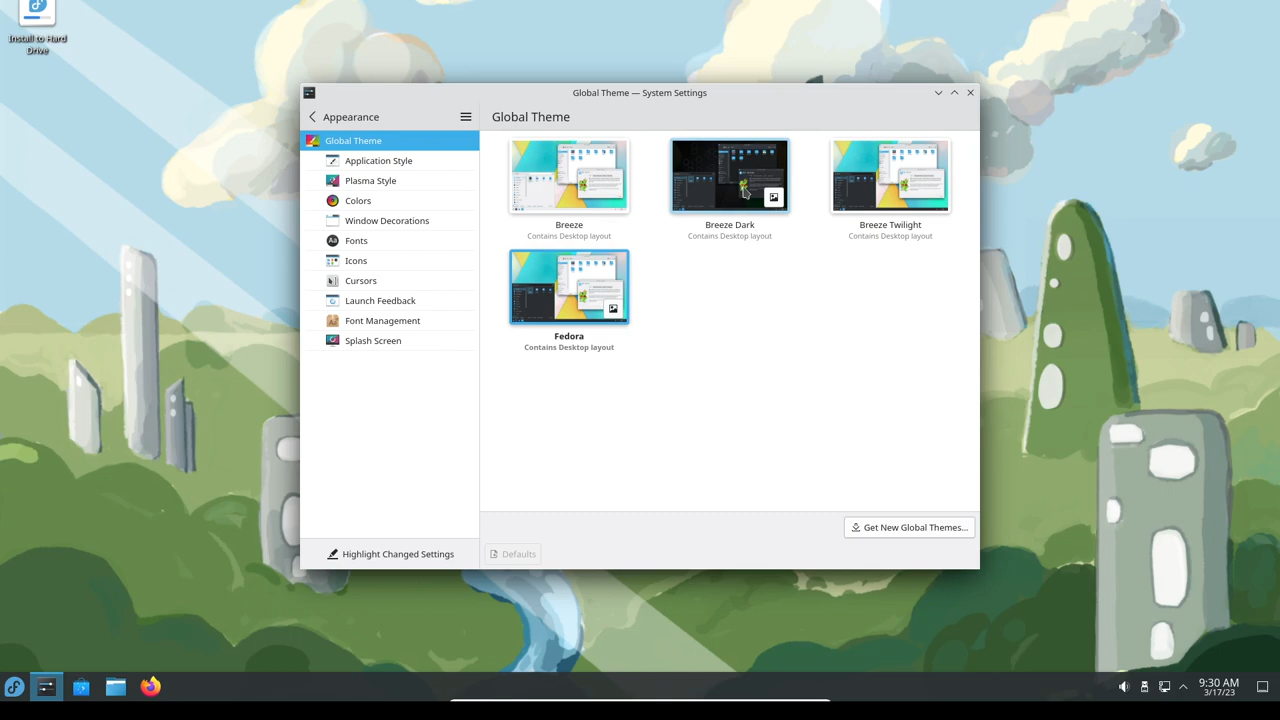 Install to Hard
Drive
Global Theme — System Settings
Appearance
Global Theme
Global Theme
Application Style
Plasma Style
Colors
Window Decorations
Fonts
Icons
Cursors
Launch Feedback
Font Management
Splash Screen
Breeze
Contains Desktop layout
Breeze Dark
Contains Desktop layout
Breeze Twilight
Contains Desktop layout
Fedora
Contains Desktop layout
Get New Global Themes...
Highlight Changed Settings
Defaults
9:30 AM
3/17/23